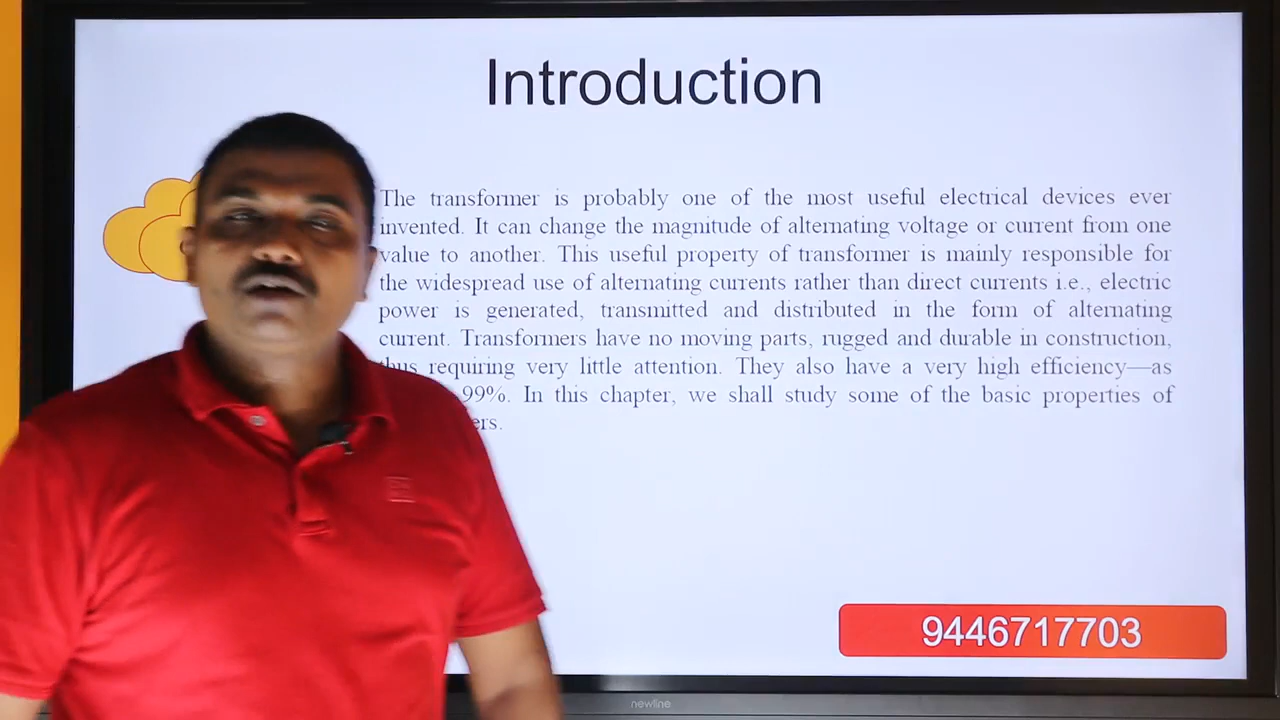 Introduction
The transformer is probably one of the most useful electrical devices ever
invented. It can change the magnitude of alternating voltage or current from one
value to another. This useful property of transformer is mainly responsible for
the widespread use of alternating currents rather than direct currents i.e., electric
power is generated, transmitted and distributed in the form of alternating
current. Transformers have no moving parts, rugged and durable in construction,
thus requiring very little attention. They also have a very high efficiency—as
99%. In this chapter, we shall study some of the basic properties of
ers.
9446717703
newline